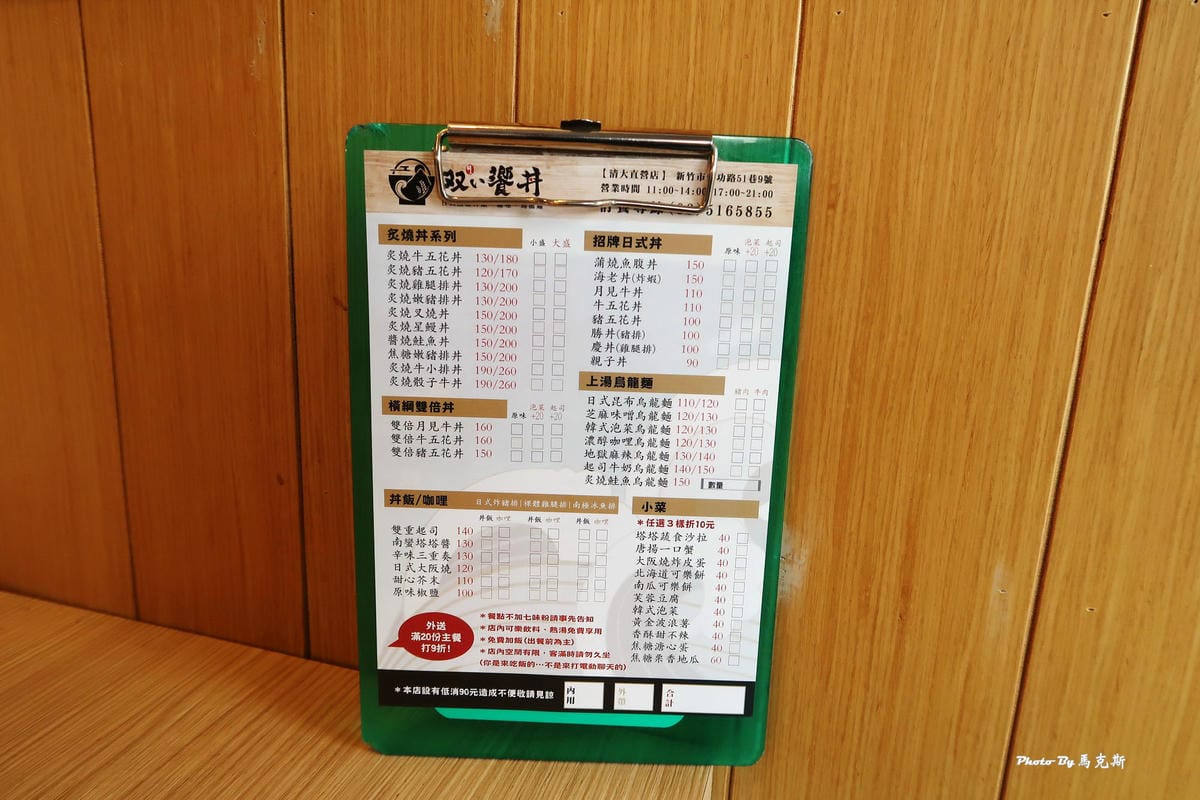 双い饗丼
【清大直營店】 新竹市 功路51巷9號
營業時間 11:00~14:00 17:00~21:00
5165855
炙燒丼系列 小盛 大盛
炙燒牛五花丼 130/180
炙燒豬五花丼 120/170
炙燒雞腿排丼 130/200
炙燒嫩豬排丼 130/200
炙燒叉燒丼 150/200
炙燒星鰻丼 150/200
醬燒鮭魚丼 150/200
焦糖嫩豬排丼 150/200
炙燒牛小排丼 190/260
炙燒骰子牛丼 190/260
橫綱雙倍丼 原味 泡菜+20 起司+20
雙倍月見牛丼 160
雙倍牛五花丼 160
雙倍豬五花丼 150
招牌日式丼 原味 泡菜+20 起司+20
蒲燒魚腹丼 150
海老丼(炸蝦) 150
月見牛丼 110
牛五花丼 110
豬五花丼 100
勝丼(豬排) 100
慶丼(雞腿排) 100
親子丼 90
上湯烏龍麵 豬肉 牛肉
日式昆布烏龍麵 110/120
芝麻味噌烏龍麵 120/130
韓式泡菜烏龍麵 120/130
濃醇咖哩烏龍麵 120/130
地獄麻辣烏龍麵 130/140
起司牛奶烏龍麵 140/150
炙燒鮭魚烏龍麵 150 數量
丼飯/咖哩 日式炸豬排|裸體雞腿排|南極冰魚排
丼飯 咖哩 丼飯 咖哩 丼飯 咖哩
雙重起司 140
南蠻塔塔醬 130
辛味三重奏 130
日式大阪燒 120
甜心芥末 110
原味椒鹽 100
小菜
*任選3樣折10元
塔塔蔬食沙拉 40
唐揚一口蟹 40
大阪燒炸皮蛋 40
北海道可樂餅 40
南瓜可樂餅 40
芙蓉豆腐 40
韓式泡菜 40
黃金波浪薯 40
香酥甜不辣 40
焦糖溏心蛋 40
焦糖栗香地瓜 60
外送
滿20份主餐
打9折!
*餐點不加七味粉請事先告知
*店內可樂飲料、熱湯免費享用
*免費加飯(出餐前為主)
*店內空間有限，客滿時請勿久坐
(你是來吃飯的…不是來打電動聊天的)
*本店設有低消90元造成不便敬請見諒 內用 外帶 合計
Photo By 馬克斯